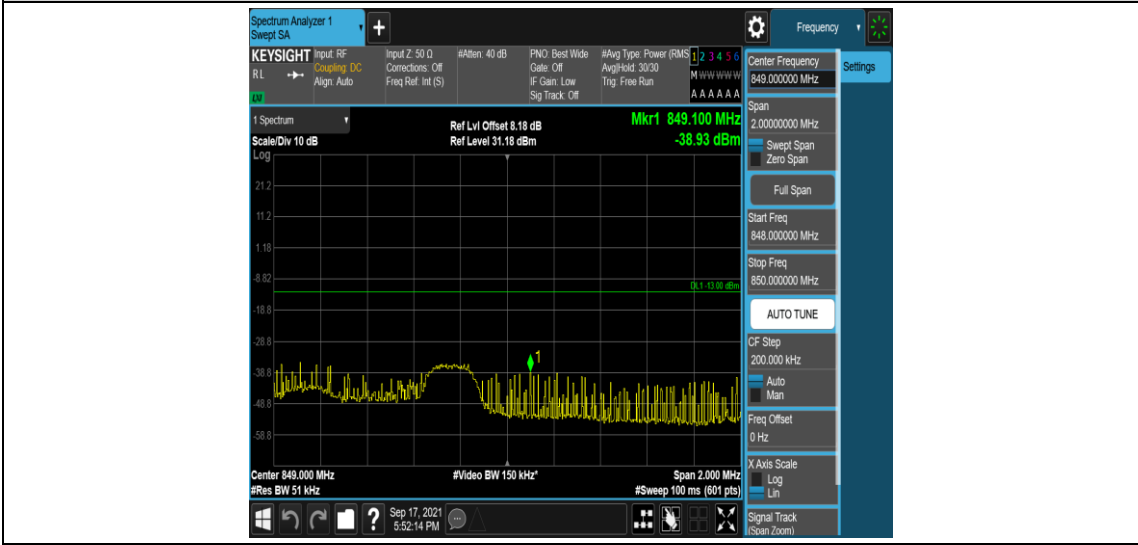 Spectrum Analyzer 1
Swept SA
+
Frequency
KEYSIGHT
RL
LM
Input: RF
Coupling: DC
Align: Auto
Input Z: 50 Ω
Corrections: Off
Freq Ref: Int (S)
#Atten: 40 dB
PNO: Best Wide
Gate: Off
IF Gain: Low
Sig Track: Off
#Avg Type: Power (RMS
Avg|Hold: 30/30
Trig: Free Run
1 2 3 4 5 6
M W W W W W
A A A A A A
1 Spectrum
Scale/Div 10 dB
Log
Ref Lvl Offset 8.18 dB
Ref Level 31.18 dBm
Mkr1 849.100 MHz
-38.93 dBm
21.2
11.2
1.18
-8.82
-18.8
-28.8
-38.8
-48.8
-58.8
DL1 -13.00 dBm
1
Center 849.000 MHz
#Res BW 51 kHz
#Video BW 150 kHz*
Span 2.000 MHz
#Sweep 100 ms (601 pts)
Center Frequency
849.000000 MHz
Settings
Span
2.00000000 MHz
Swept Span
Zero Span
Full Span
Start Freq
848.000000 MHz
Stop Freq
850.000000 MHz
AUTO TUNE
CF Step
200.000 kHz
Auto
Man
Freq Offset
0 Hz
X Axis Scale
Log
Lin
Signal Track
(Span Zoom)
?
Sep 17, 2021
5:52:14 PM